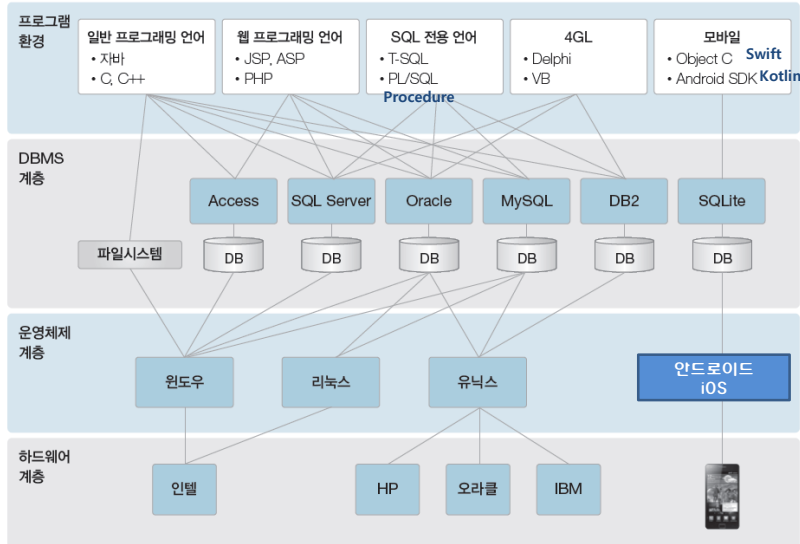 프로그램
환경
일반 프로그래밍 언어
• 자바
• C, C++
웹 프로그래밍 언어
• JSP, ASP
• PHP
SQL 전용 언어
• T-SQL
• PL/SQL
Procedure
4GL
• Delphi
• VB
모바일
• Object C Swift
• Android SDK Kotlin
DBMS
계층
Access
SQL Server
Oracle
MySQL
DB2
SQLite
파일시스템
DB
DB
DB
DB
DB
DB
운영체제
계층
윈도우
리눅스
유닉스
안드로이드
iOS
하드웨어
계층
인텔
HP
오라클
IBM